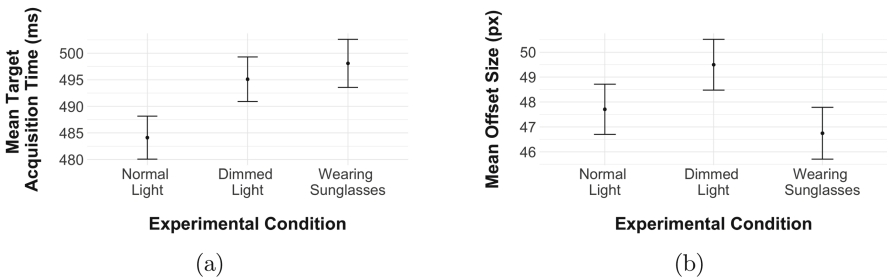 Mean Target
Acquisition Time (ms)
500
495
490
485
480
Normal
Light
Dimmed
Light
Wearing
Sunglasses
Experimental Condition
(a)
Mean Offset Size (px)
50
49
48
47
46
Normal
Light
Dimmed
Light
Wearing
Sunglasses
Experimental Condition
(b)